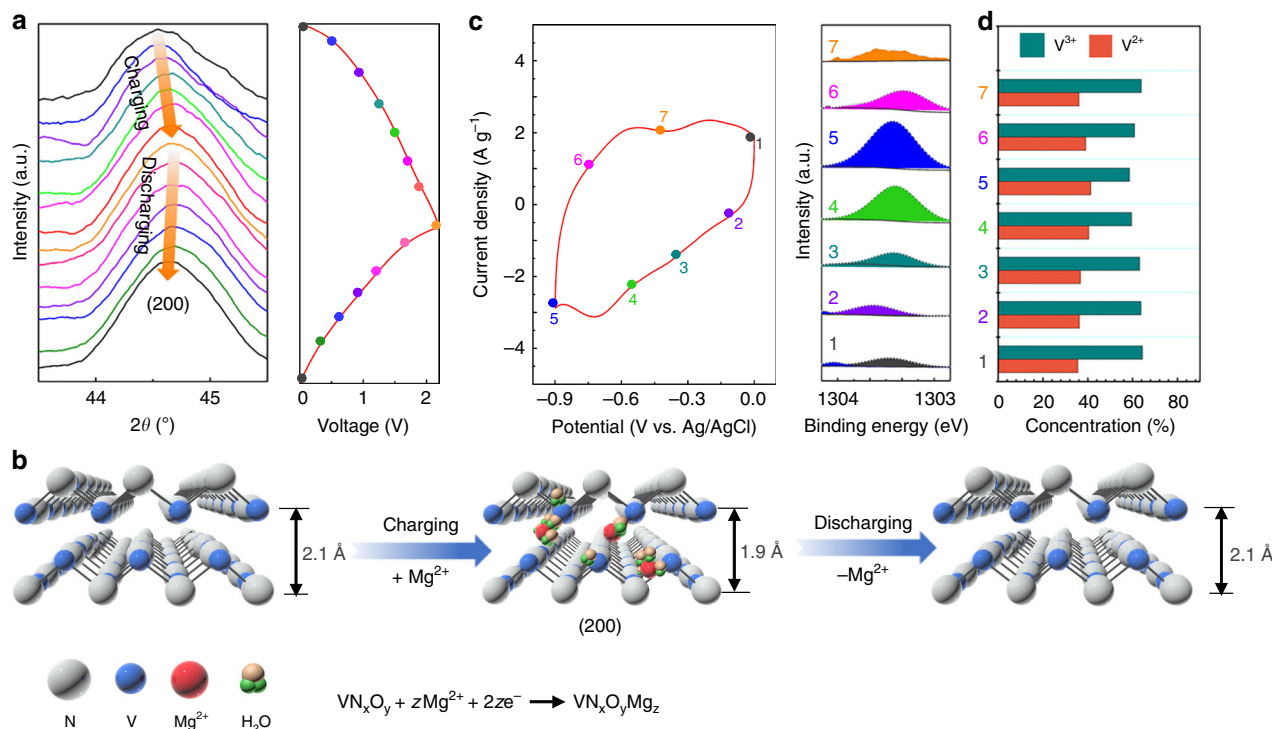 a
Intensity (a.u.)
Charging
Discharging
(200)
44
45
2θ (°)
0
1
2
Voltage (V)
c
Current density (A g⁻¹)
4
2
0
−2
−4
1
2
3
4
5
6
7
−0.9
−0.6
−0.3
0.0
Potential (V vs. Ag/AgCl)
Intensity (a.u.)
7
6
5
4
3
2
1
1304
1303
Binding energy (eV)
d
V³⁺
V²⁺
7
6
5
4
3
2
1
0
20
40
60
80
Concentration (%)
b
2.1 Å
Charging
+ Mg²⁺
1.9 Å
(200)
Discharging
–Mg²⁺
2.1 Å
N
V
Mg²⁺
H₂O
VNₓOᵧ + zMg²⁺ + 2ze⁻ → VNₓOᵧMg_z